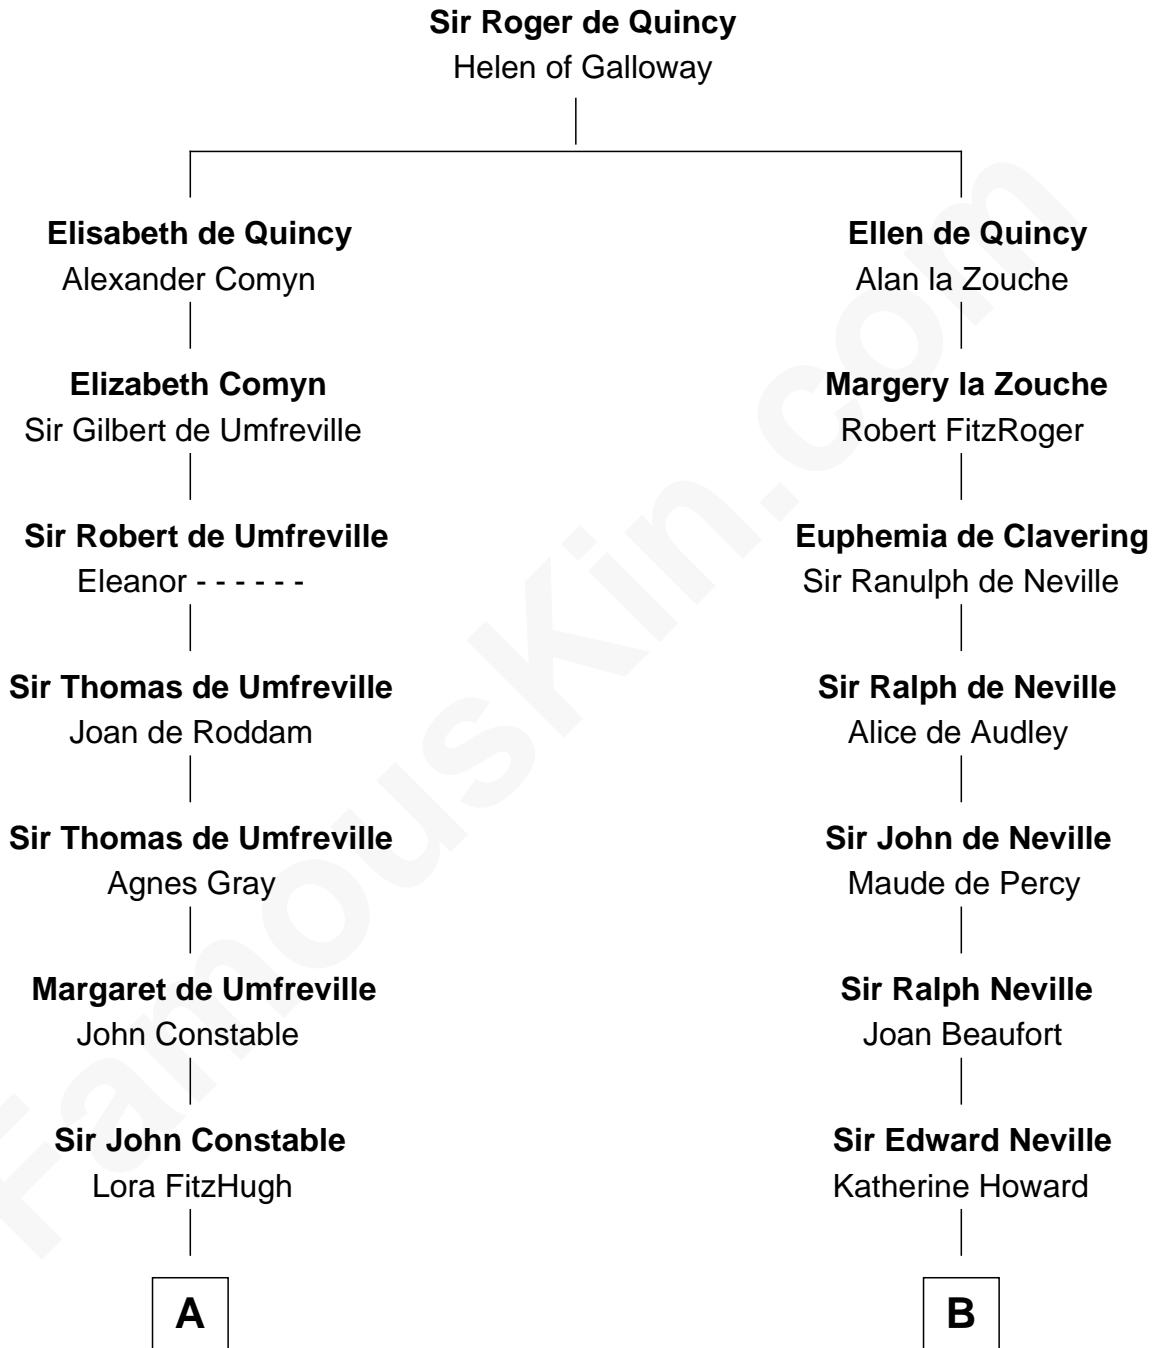 Sir Roger de Quincy
Helen of Galloway
Elisabeth de Quincy
Alexander Comyn
Ellen de Quincy
Alan la Zouche
Elizabeth Comyn
Sir Gilbert de Umfreville
Margery la Zouche
Robert FitzRoger
Sir Robert de Umfreville
Eleanor - - - - - -
Euphemia de Clavering
Sir Ranulph de Neville
Sir Thomas de Umfreville
Joan de Roddam
Sir Ralph de Neville
Alice de Audley
Sir Thomas de Umfreville
Agnes Gray
Sir John de Neville
Maude de Percy
Margaret de Umfreville
John Constable
Sir Ralph Neville
Joan Beaufort
Sir John Constable
Lora FitzHugh
Sir Edward Neville
Katherine Howard
A
B
FamousKin.com